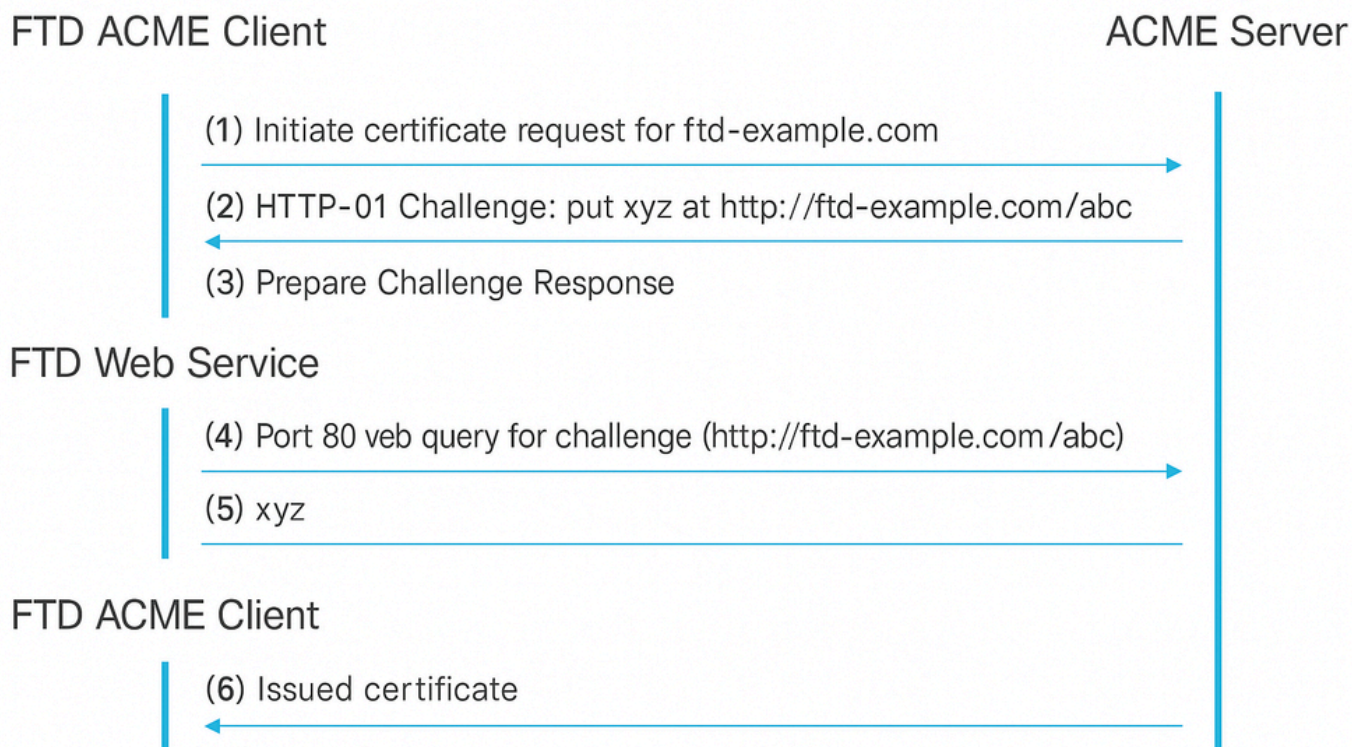 FTD ACME Client
ACME Server
(1) Initiate certificate request for ftd-example.com
(2) HTTP-01 Challenge: put xyz at http://ftd-example.com/abc
(3) Prepare Challenge Response
FTD Web Service
(4) Port 80 veb query for challenge (http://ftd-example.com/abc)
(5) xyz
FTD ACME Client
(6) Issued certificate